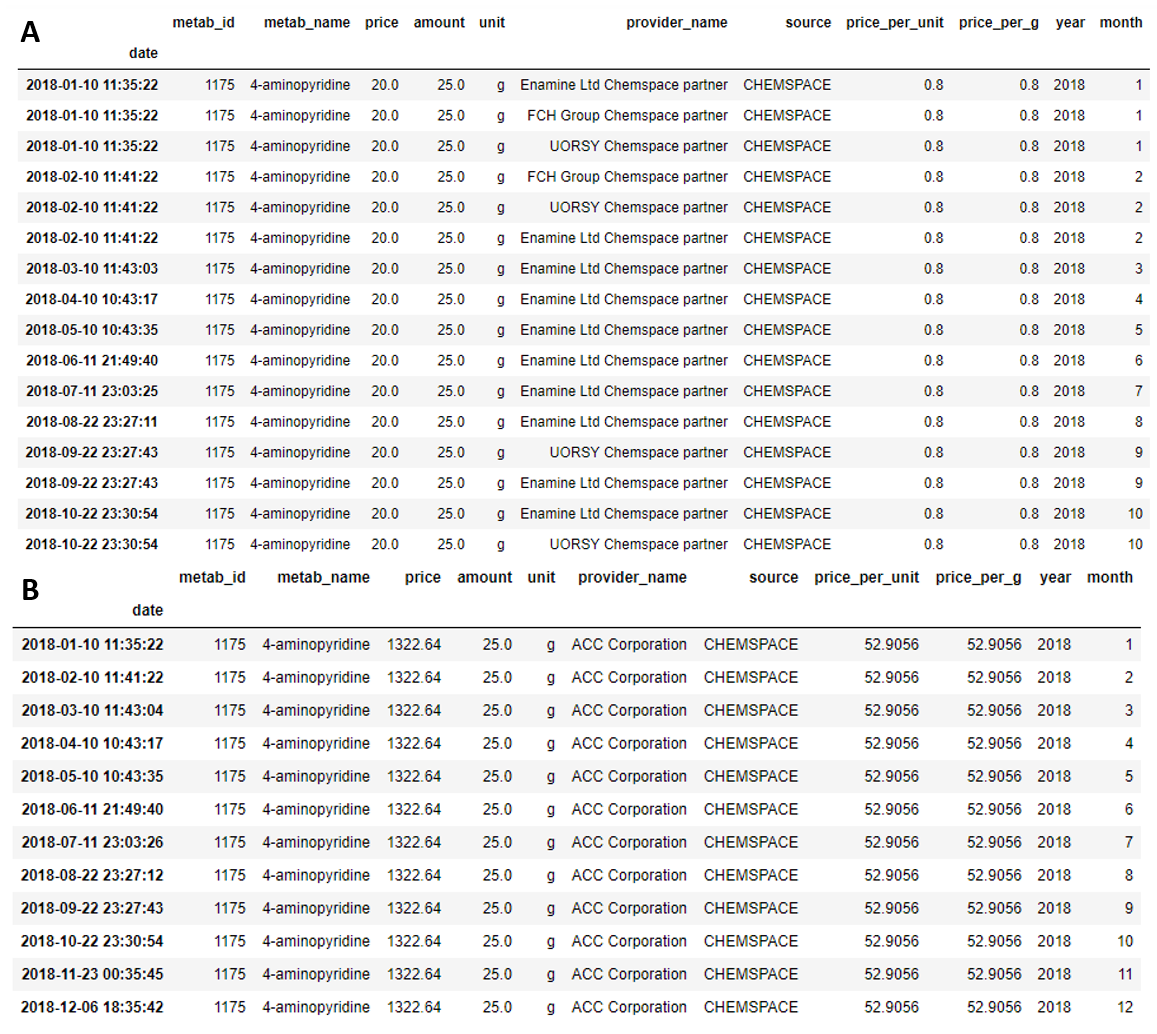 A
metab_id metab_name price amount unit provider_name source price_per_unit price_per_g year month
date
2018-01-10 11:35:22 1175 4-aminopyridine 20.0 25.0 g Enamine Ltd Chemspace partner CHEMSPACE 0.8 0.8 2018 1
2018-01-10 11:35:22 1175 4-aminopyridine 20.0 25.0 g FCH Group Chemspace partner CHEMSPACE 0.8 0.8 2018 1
2018-01-10 11:35:22 1175 4-aminopyridine 20.0 25.0 g UORSY Chemspace partner CHEMSPACE 0.8 0.8 2018 1
2018-02-10 11:41:22 1175 4-aminopyridine 20.0 25.0 g FCH Group Chemspace partner CHEMSPACE 0.8 0.8 2018 2
2018-02-10 11:41:22 1175 4-aminopyridine 20.0 25.0 g UORSY Chemspace partner CHEMSPACE 0.8 0.8 2018 2
2018-02-10 11:41:22 1175 4-aminopyridine 20.0 25.0 g Enamine Ltd Chemspace partner CHEMSPACE 0.8 0.8 2018 2
2018-03-10 11:43:03 1175 4-aminopyridine 20.0 25.0 g Enamine Ltd Chemspace partner CHEMSPACE 0.8 0.8 2018 3
2018-04-10 10:43:17 1175 4-aminopyridine 20.0 25.0 g Enamine Ltd Chemspace partner CHEMSPACE 0.8 0.8 2018 4
2018-05-10 10:43:35 1175 4-aminopyridine 20.0 25.0 g Enamine Ltd Chemspace partner CHEMSPACE 0.8 0.8 2018 5
2018-06-11 21:49:40 1175 4-aminopyridine 20.0 25.0 g Enamine Ltd Chemspace partner CHEMSPACE 0.8 0.8 2018 6
2018-07-11 23:03:25 1175 4-aminopyridine 20.0 25.0 g Enamine Ltd Chemspace partner CHEMSPACE 0.8 0.8 2018 7
2018-08-22 23:27:11 1175 4-aminopyridine 20.0 25.0 g Enamine Ltd Chemspace partner CHEMSPACE 0.8 0.8 2018 8
2018-09-22 23:27:43 1175 4-aminopyridine 20.0 25.0 g UORSY Chemspace partner CHEMSPACE 0.8 0.8 2018 9
2018-09-22 23:27:43 1175 4-aminopyridine 20.0 25.0 g Enamine Ltd Chemspace partner CHEMSPACE 0.8 0.8 2018 9
2018-10-22 23:30:54 1175 4-aminopyridine 20.0 25.0 g Enamine Ltd Chemspace partner CHEMSPACE 0.8 0.8 2018 10
2018-10-22 23:30:54 1175 4-aminopyridine 20.0 25.0 g UORSY Chemspace partner CHEMSPACE 0.8 0.8 2018 10
B
metab_id metab_name price amount unit provider_name source price_per_unit price_per_g year month
date
2018-01-10 11:35:22 1175 4-aminopyridine 1322.64 25.0 g ACC Corporation CHEMSPACE 52.9056 52.9056 2018 1
2018-02-10 11:41:22 1175 4-aminopyridine 1322.64 25.0 g ACC Corporation CHEMSPACE 52.9056 52.9056 2018 2
2018-03-10 11:43:04 1175 4-aminopyridine 1322.64 25.0 g ACC Corporation CHEMSPACE 52.9056 52.9056 2018 3
2018-04-10 10:43:17 1175 4-aminopyridine 1322.64 25.0 g ACC Corporation CHEMSPACE 52.9056 52.9056 2018 4
2018-05-10 10:43:35 1175 4-aminopyridine 1322.64 25.0 g ACC Corporation CHEMSPACE 52.9056 52.9056 2018 5
2018-06-11 21:49:40 1175 4-aminopyridine 1322.64 25.0 g ACC Corporation CHEMSPACE 52.9056 52.9056 2018 6
2018-07-11 23:03:26 1175 4-aminopyridine 1322.64 25.0 g ACC Corporation CHEMSPACE 52.9056 52.9056 2018 7
2018-08-22 23:27:12 1175 4-aminopyridine 1322.64 25.0 g ACC Corporation CHEMSPACE 52.9056 52.9056 2018 8
2018-09-22 23:27:43 1175 4-aminopyridine 1322.64 25.0 g ACC Corporation CHEMSPACE 52.9056 52.9056 2018 9
2018-10-22 23:30:54 1175 4-aminopyridine 1322.64 25.0 g ACC Corporation CHEMSPACE 52.9056 52.9056 2018 10
2018-11-23 00:35:45 1175 4-aminopyridine 1322.64 25.0 g ACC Corporation CHEMSPACE 52.9056 52.9056 2018 11
2018-12-06 18:35:42 1175 4-aminopyridine 1322.64 25.0 g ACC Corporation CHEMSPACE 52.9056 52.9056 2018 12